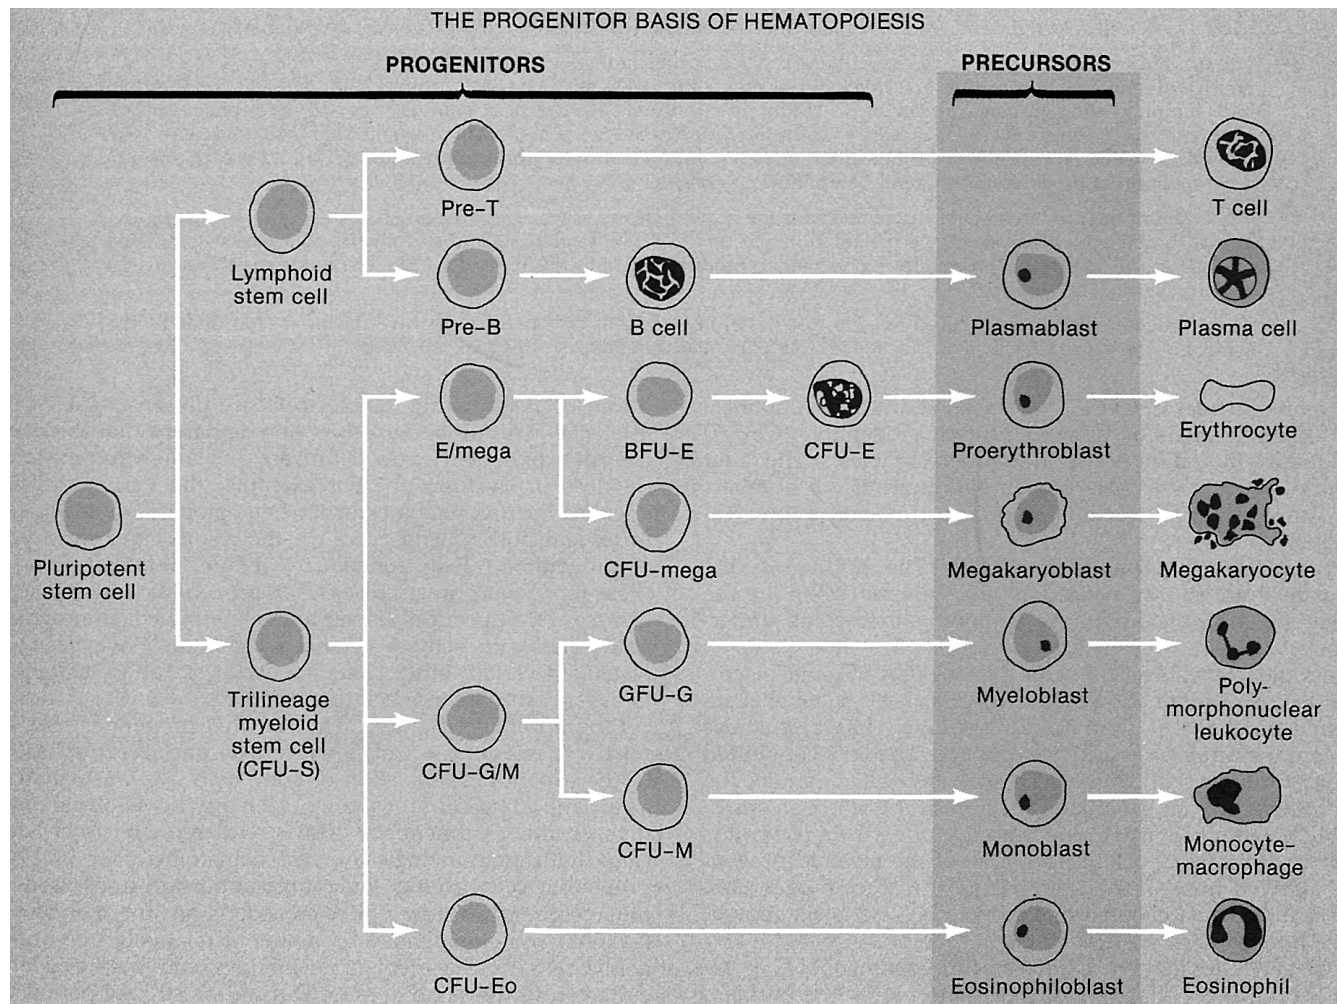 THE PROGENITOR BASIS OF HEMATOPOIESIS
PROGENITORS
PRECURSORS
Pre-T
T cell
Lymphoid
stem cell
Pre-B
B cell
Plasmablast
Plasma cell
E/mega
BFU-E
CFU-E
Proerythroblast
Erythrocyte
Pluripotent
stem cell
CFU-mega
Megakaryoblast
Megakaryocyte
Trilineage
myeloid
stem cell
(CFU-S)
GFU-G
Myeloblast
Poly-
morphonuclear
leukocyte
CFU-G/M
CFU-M
Monoblast
Monocyte-
macrophage
CFU-Eo
Eosinophiloblast
Eosinophil